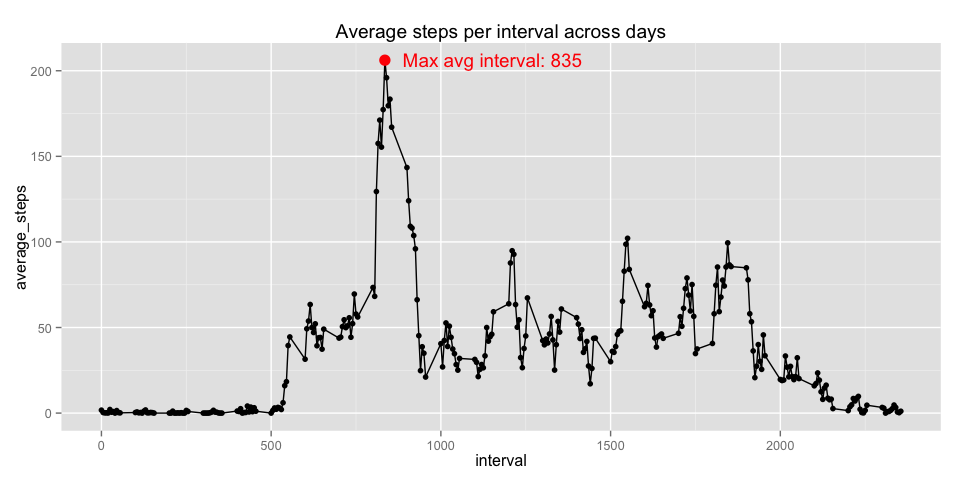 Average steps per interval across days
Max avg interval: 835
200
150
100
50
0
average_steps
0 500 1000 1500 2000
interval